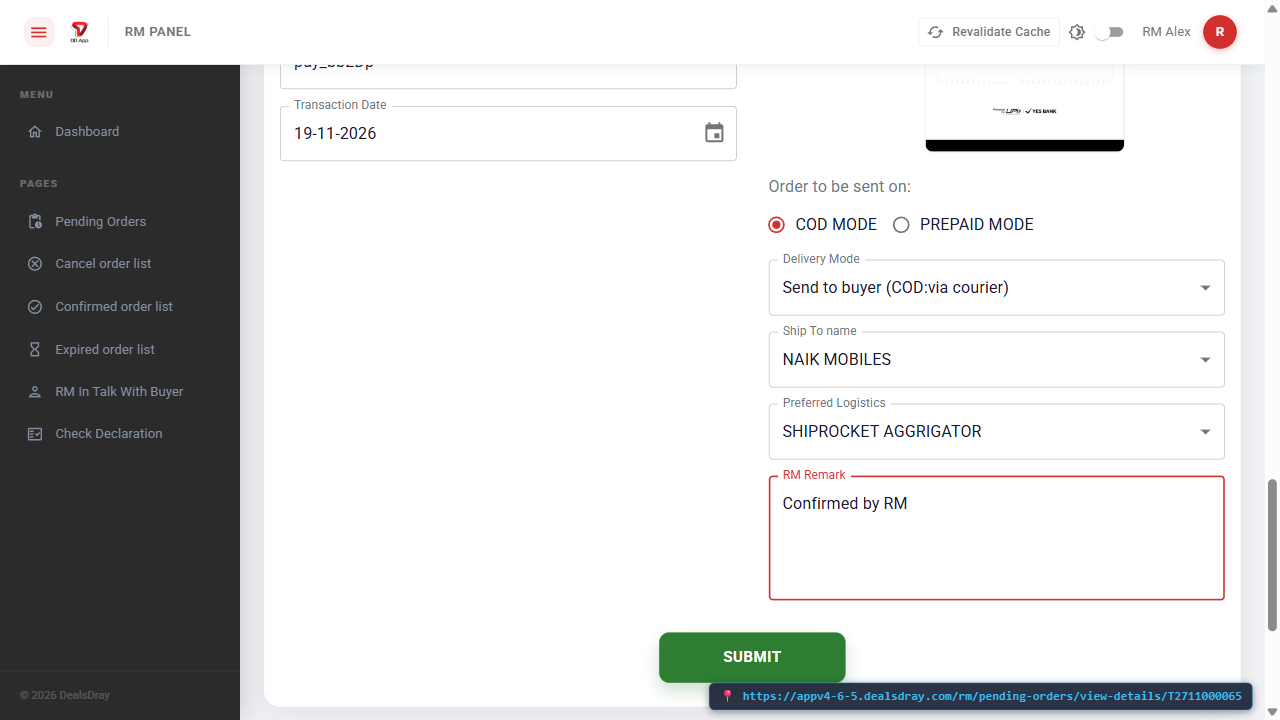 DD App
RM PANEL
Revalidate Cache
RM Alex
R
MENU
Dashboard
PAGES
Pending Orders
Cancel order list
Confirmed order list
Expired order list
RM In Talk With Buyer
Check Declaration
© 2026 DealsDray
Transaction Date
19-11-2026
YES BANK
Order to be sent on:
COD MODE
PREPAID MODE
Delivery Mode
Send to buyer (COD:via courier)
Ship To name
NAIK MOBILES
Preferred Logistics
SHIPROCKET AGGRIGATOR
RM Remark
Confirmed by RM
SUBMIT
https://appv4-6-5.dealsdray.com/rm/pending-orders/view-details/T2711000065